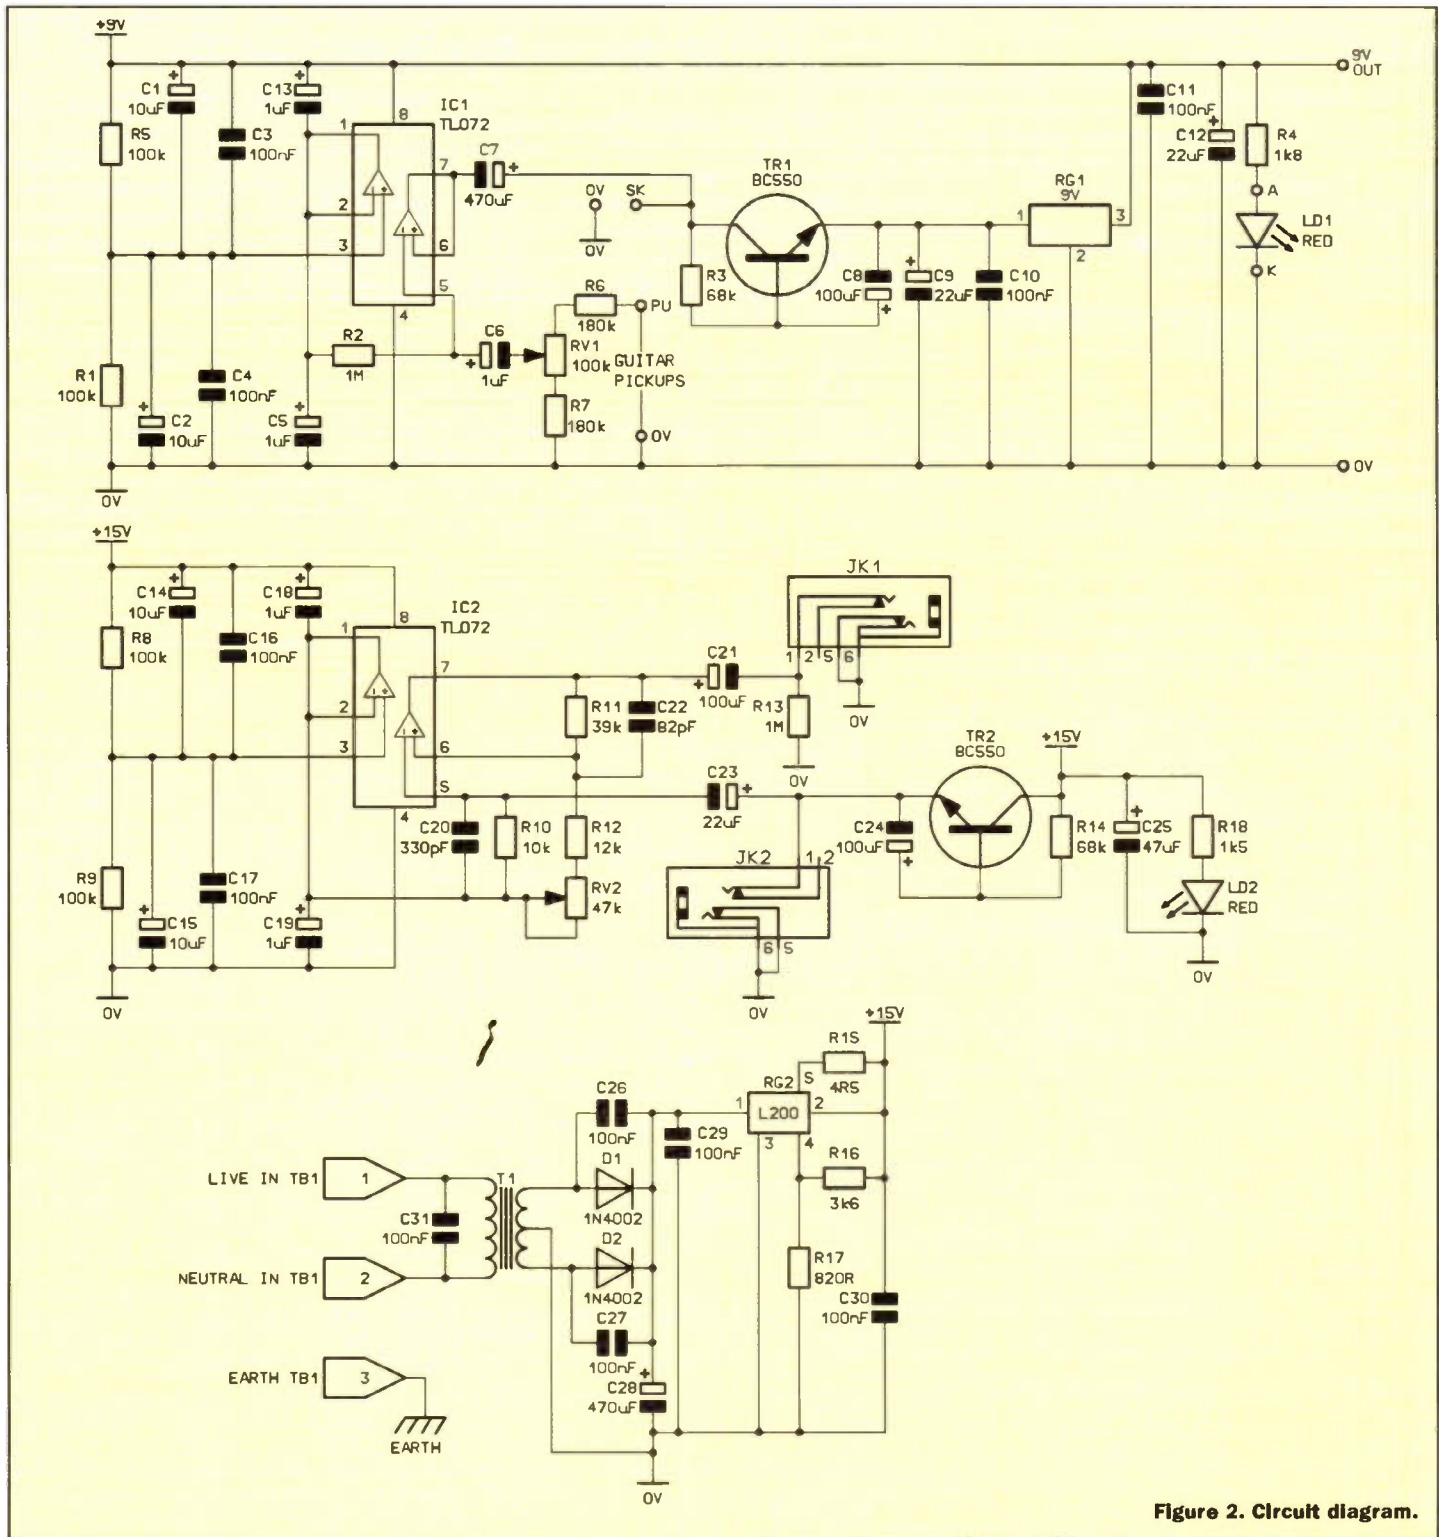 +9V
9V
OUT
C1
10uF
C13
1uF
IC1
TL072
8
R5
100k
C3
100nF
1
2
3
7
6
5
4
C7
470uF
0V
SK
0V
TR1
BC550
RG1
9V
1
3
2
C11
100nF
C12
22uF
R4
1k8
A
LD1
RED
K
R3
68k
C8
100uF
C9
22uF
C10
100nF
R6
180k
PU
R2
1M
C6
1uF
RV1
100k
GUITAR
PICKUPS
R7
180k
0V
R1
100k
C4
100nF
C2
10uF
C5
1uF
0V
0V
+15V
C14
10uF
C18
1uF
IC2
TL072
8
R8
100k
C16
100nF
1
2
3
7
6
5
4
JK1
1
2
5
6
0V
C21
100uF
R13
1M
0V
R11
39k
C22
82pF
C23
22uF
TR2
BC550
+15V
C20
330pF
R10
10k
R12
12k
RV2
47k
JK2
1
2
6
5
0V
C24
100uF
R14
68k
C25
47uF
R18
1k5
LD2
RED
0V
R9
100k
C17
100nF
C15
10uF
C19
1uF
0V
+15V
R15
4R5
RG2
L200
1
5
2
3
4
C26
100nF
C29
100nF
D1
1N4002
R16
3k6
LIVE IN TB1
1
T1
C31
100nF
D2
1N4002
R17
820R
NEUTRAL IN TB1
2
C30
100nF
C27
100nF
EARTH TB1
3
C28
470uF
EARTH
0V
Figure 2. Circuit diagram.